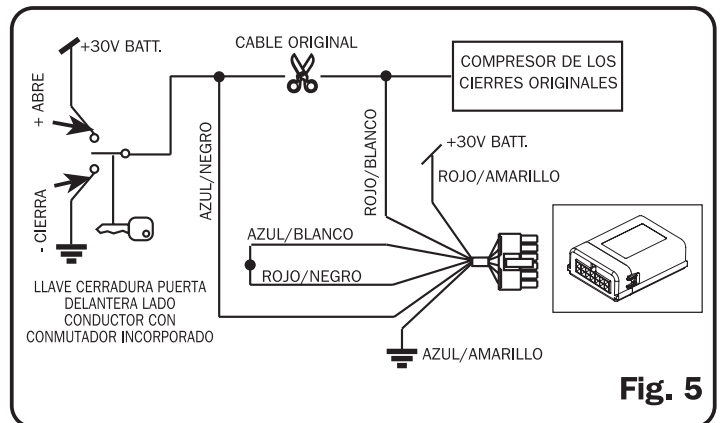 +30V BATT.
CABLE ORIGINAL
COMPRESOR DE LOS
CIERRES ORIGINALES
+ ABRE
- CIERRA
AZUL/NEGRO
ROJO/BLANCO
+30V BATT.
ROJO/AMARILLO
AZUL/BLANCO
ROJO/NEGRO
LLAVE CERRADURA PUERTA
DELANTERA LADO
CONDUCTOR CON
CONMUTADOR INCORPORADO
AZUL/AMARILLO
Fig. 5